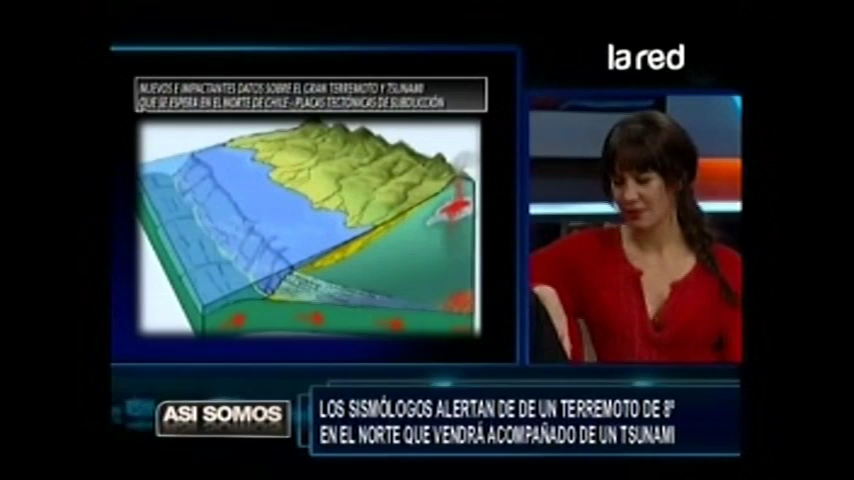 la red
NUEVOS E IMPACTANTES DATOS SOBRE EL GRAN TERREMOTO Y TSUNAMI
QUE SE ESPERA EN EL NORTE DE CHILE - PLACAS TECTÓNICAS DE SUBDUCCIÓN
ASI SOMOS
LOS SISMÓLOGOS ALERTAN DE DE UN TERREMOTO DE 8º
EN EL NORTE QUE VENDRÁ ACOMPAÑADO DE UN TSUNAMI